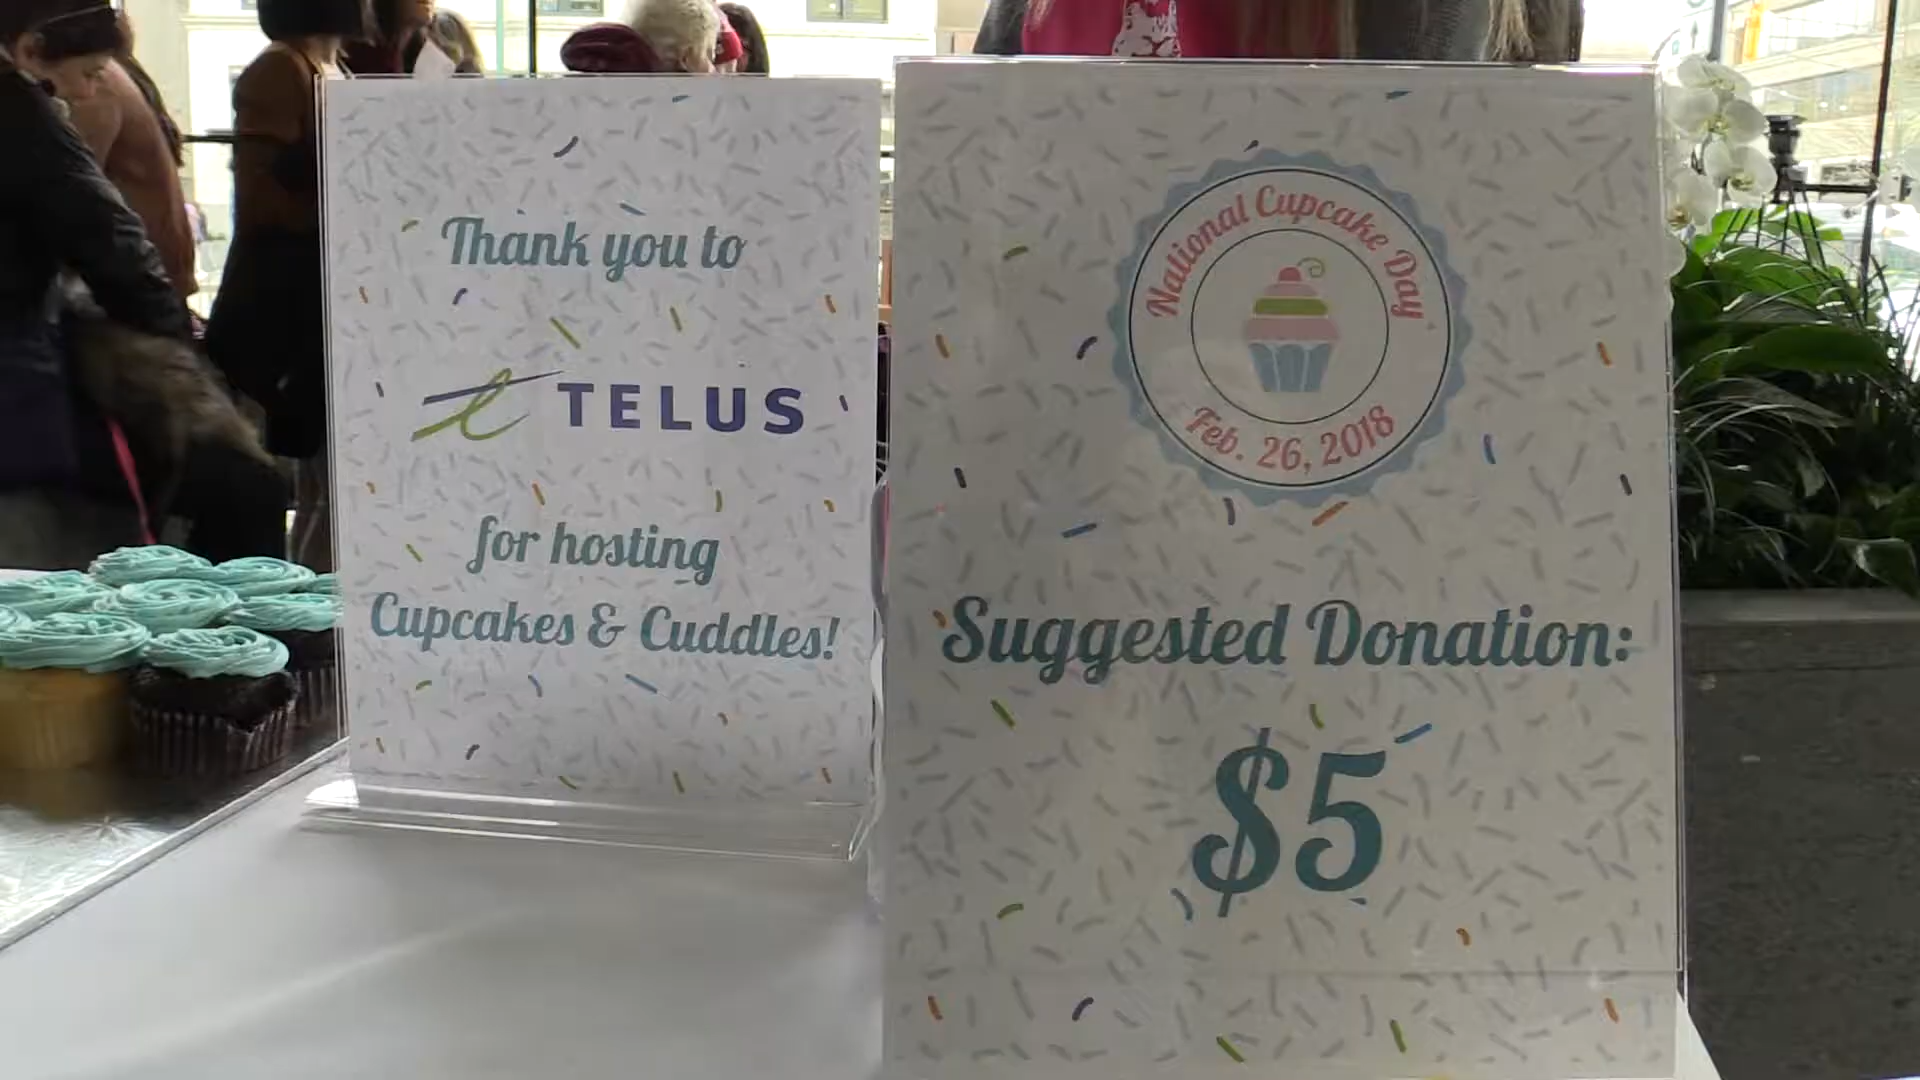 Thank you to
TELUS
for hosting
Cupcakes & Cuddles!
National Cupcake Day
Feb. 26, 2018
Suggested Donation:
$5